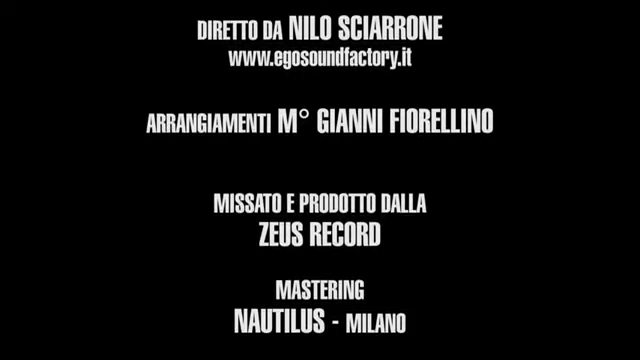 DIRETTO DA NILO SCIARRONE
www.egosoundfactory.it
ARRANGIAMENTI M° GIANNI FIORELLINO
MISSATO E PRODOTTO DALLA
ZEUS RECORD
MASTERING
NAUTILUS - MILANO